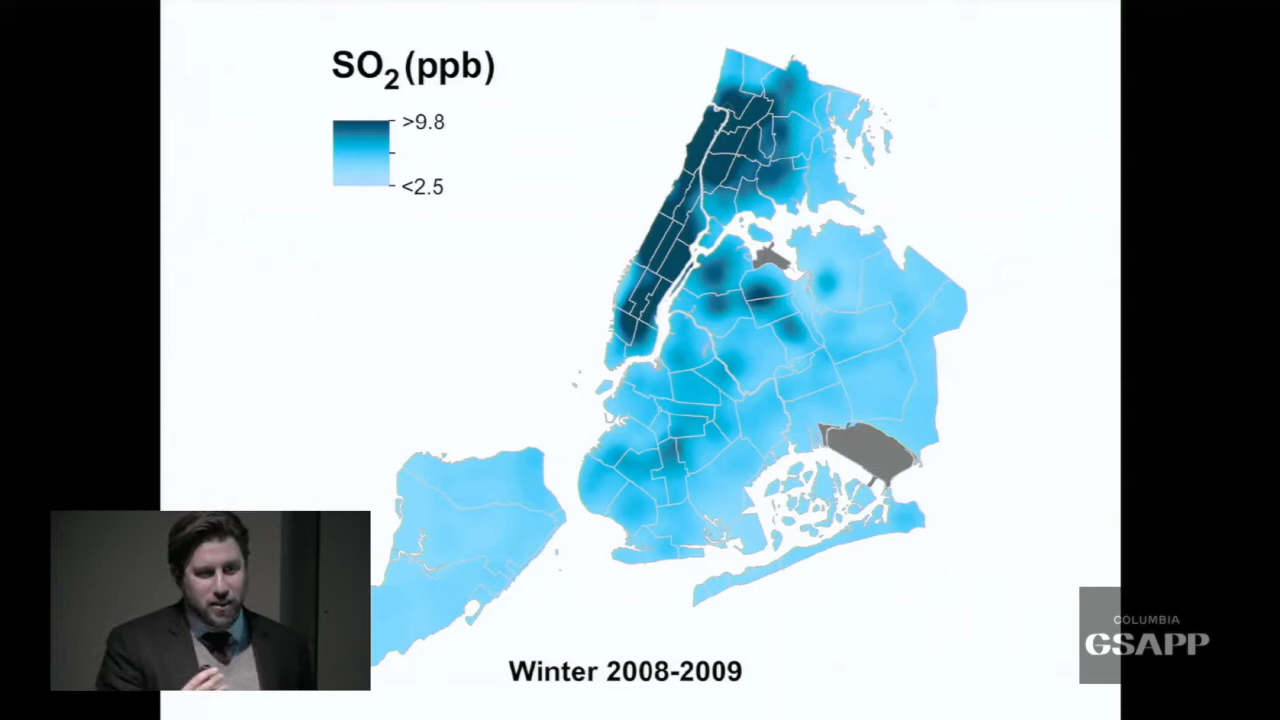 SO2 (ppb)
>9.8
<2.5
Winter 2008-2009
COLUMBIA
GSAPP